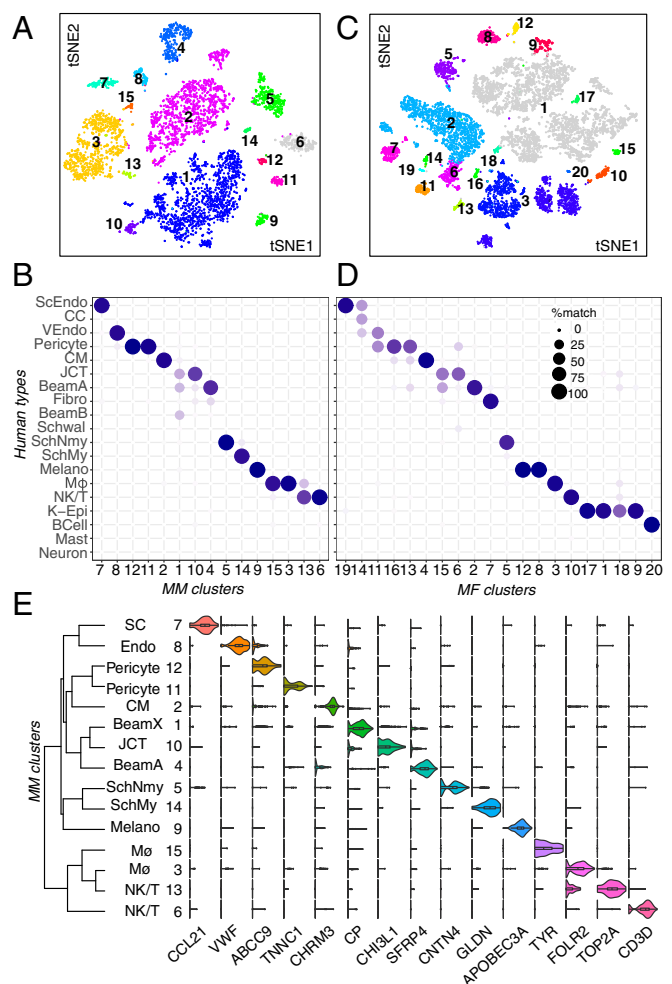 A
tSNE2
4
7
8
15
2
5
3
14
6
13
1
12
11
10
9
tSNE1
C
tSNE2
12
8
9
5
1
17
2
7
14
18
15
19
6
20
10
11
16
3
13
tSNE1
B
D
Human types
ScEndo
CC
VEndo
Pericyte
CM
JCT
BeamA
Fibro
BeamB
Schwal
SchNmy
SchMy
Melano
Mφ
NK/T
K-Epi
BCell
Mast
Neuron
%match
0
25
50
75
100
7 8 12 11 2 1 10 4 5 14 9 15 3 13 6
MM clusters
19 14 11 16 13 4 15 6 2 7 5 12 8 3 10 17 1 18 9 20
MF clusters
E
MM clusters
SC 7
Endo 8
Pericyte 12
Pericyte 11
CM 2
BeamX 1
JCT 10
BeamA 4
SchNmy 5
SchMy 14
Melano 9
Mø 15
Mø 3
NK/T 13
NK/T 6
CCL21 VWF ABCC9 TNNC1 CHRM3 CP CHI3L1 SFRP4 CNTN4 GLDN APOBEC3A TYR FOLR2 TOP2A CD3D